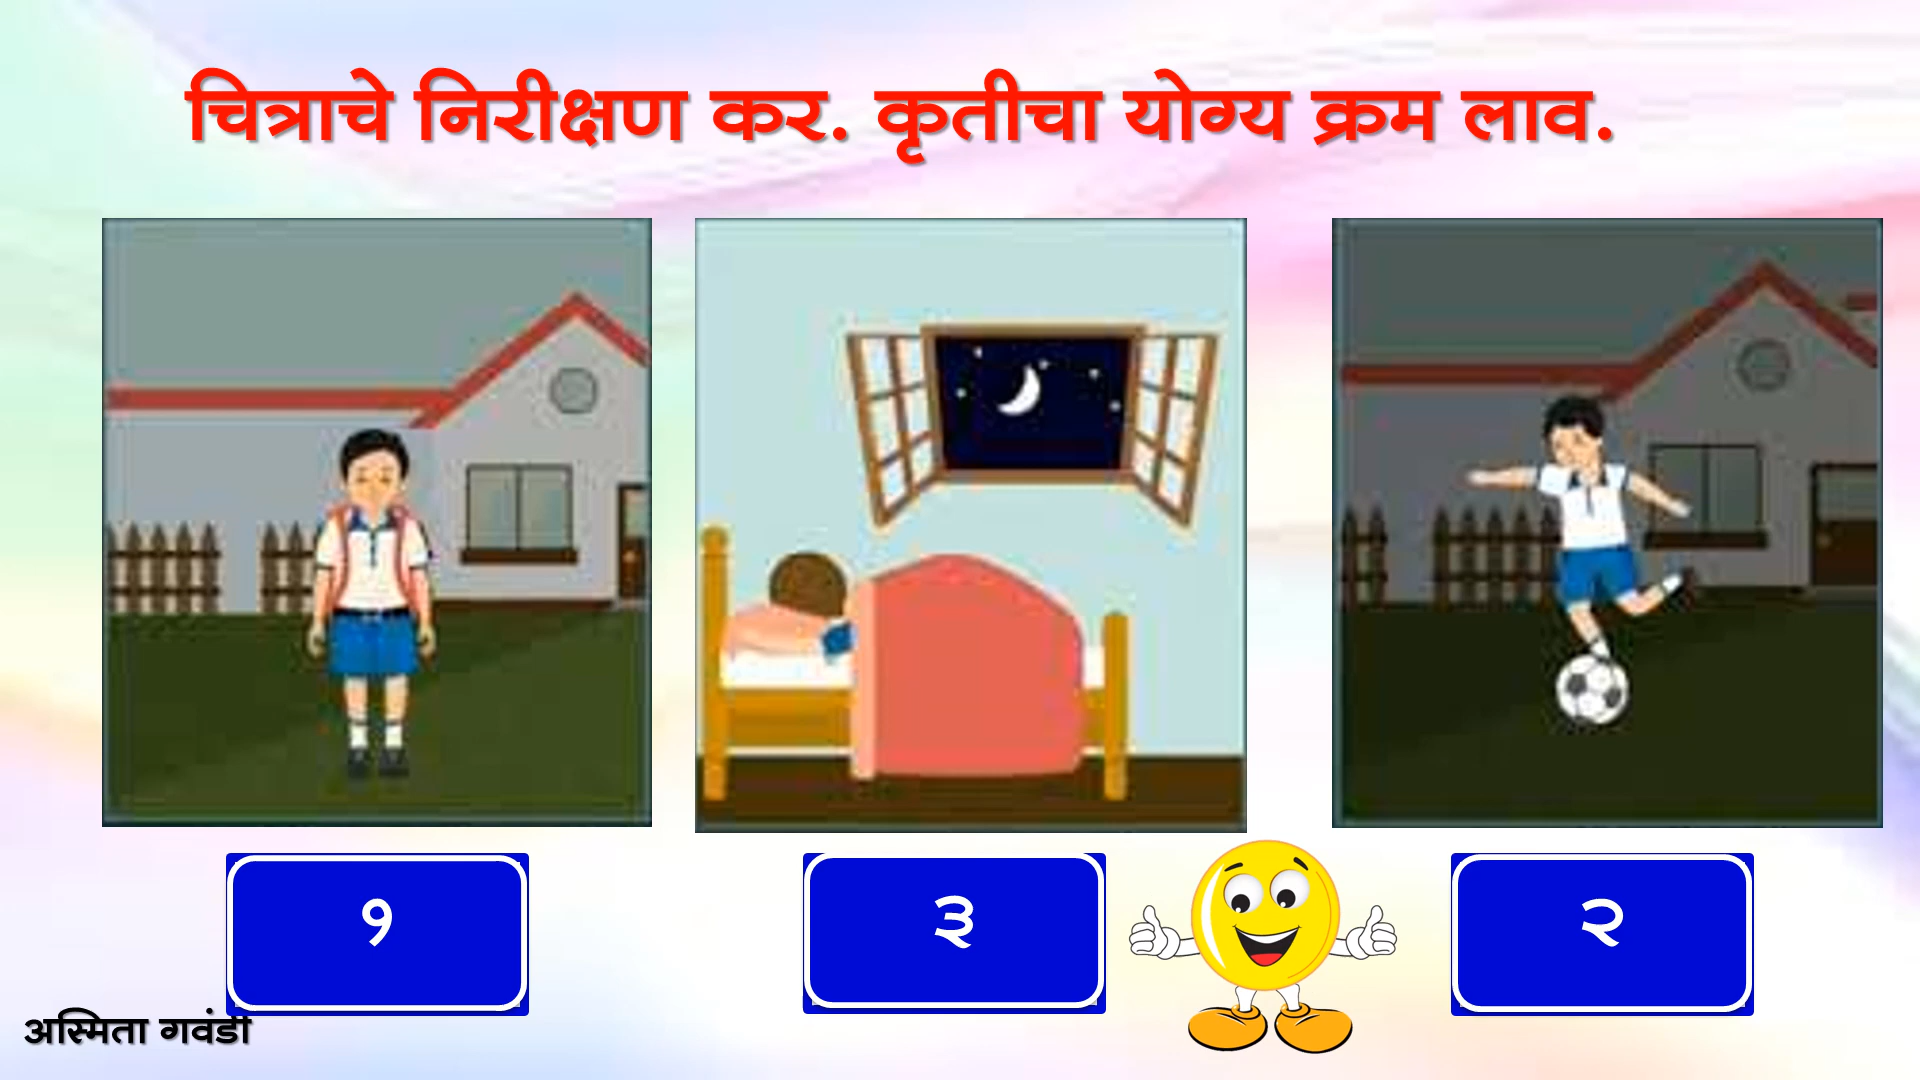 चित्राचे निरीक्षण कर. कृतीचा योग्य क्रम लाव.
१
३
२
अस्मिता गवंडी